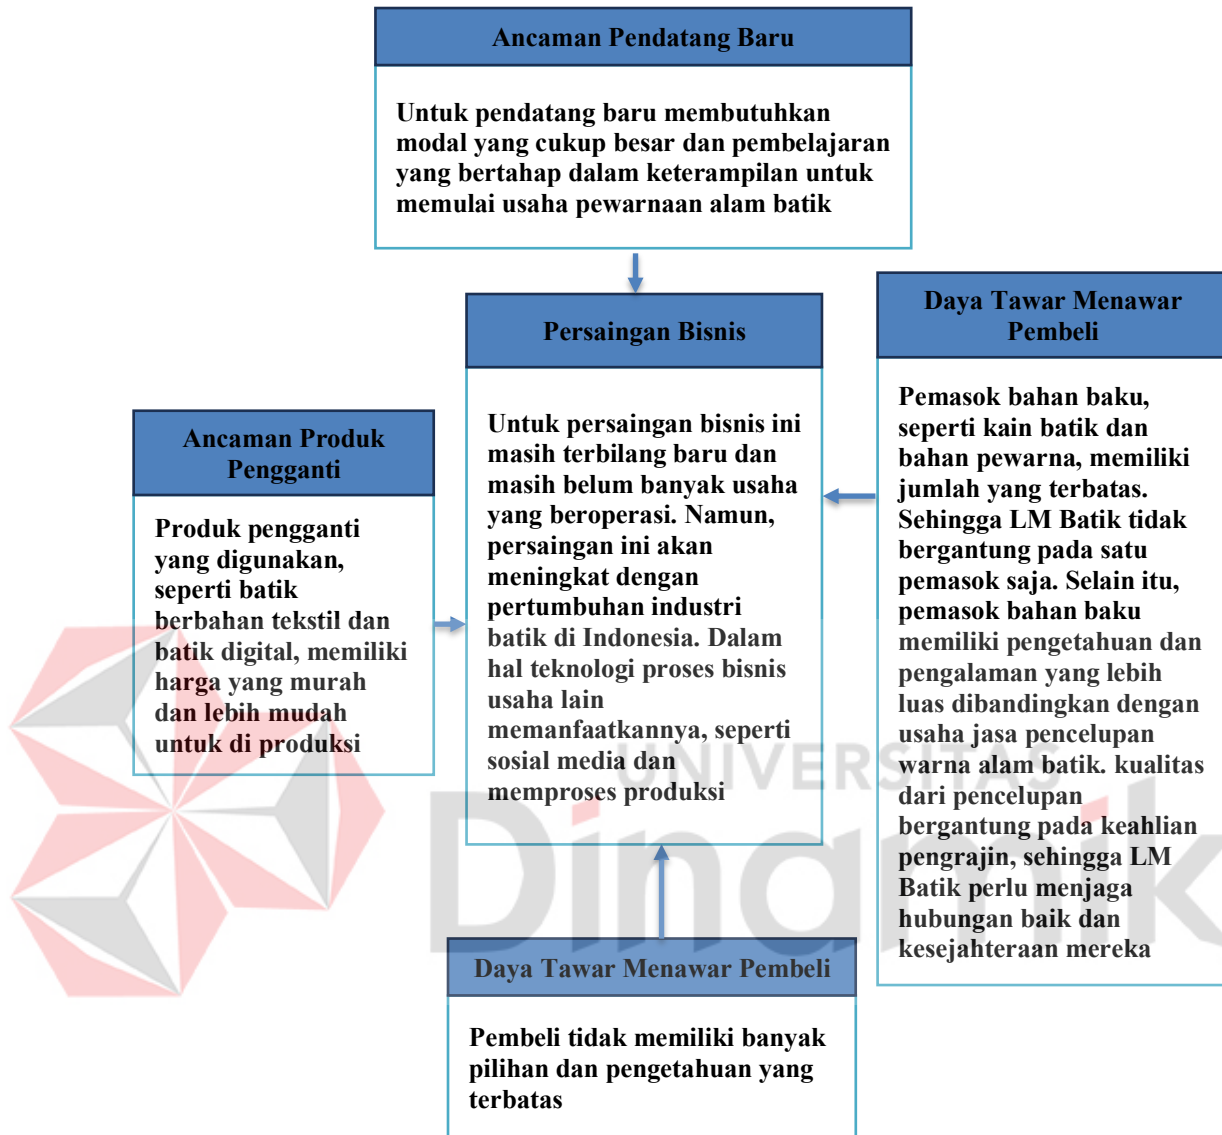 Ancaman Pendatang Baru
Untuk pendatang baru membutuhkan
modal yang cukup besar dan pembelajaran
yang bertahap dalam keterampilan untuk
memulai usaha pewarnaan alam batik
Persaingan Bisnis
Untuk persaingan bisnis ini
masih terbilang baru dan
masih belum banyak usaha
yang beroperasi. Namun,
persaingan ini akan
meningkat dengan
pertumbuhan industri
batik di Indonesia. Dalam
hal teknologi proses bisnis
usaha lain
memanfaatkannya, seperti
sosial media dan
memproses produksi
Daya Tawar Menawar
Pembeli
Pemasok bahan baku,
seperti kain batik dan
bahan pewarna, memiliki
jumlah yang terbatas.
Sehingga LM Batik tidak
bergantung pada satu
pemasok saja. Selain itu,
pemasok bahan baku
memiliki pengetahuan dan
pengalaman yang lebih
luas dibandingkan dengan
usaha jasa pencelupan
warna alam batik. kualitas
dari pencelupan
bergantung pada keahlian
pengrajin, sehingga LM
Batik perlu menjaga
hubungan baik dan
kesejahteraan mereka
Ancaman Produk
Pengganti
Produk pengganti
yang digunakan,
seperti batik
berbahan tekstil dan
batik digital, memiliki
harga yang murah
dan lebih mudah
untuk di produksi
Daya Tawar Menawar Pembeli
Pembeli tidak memiliki banyak
pilihan dan pengetahuan yang
terbatas
UNIVERSITAS
Dinamik